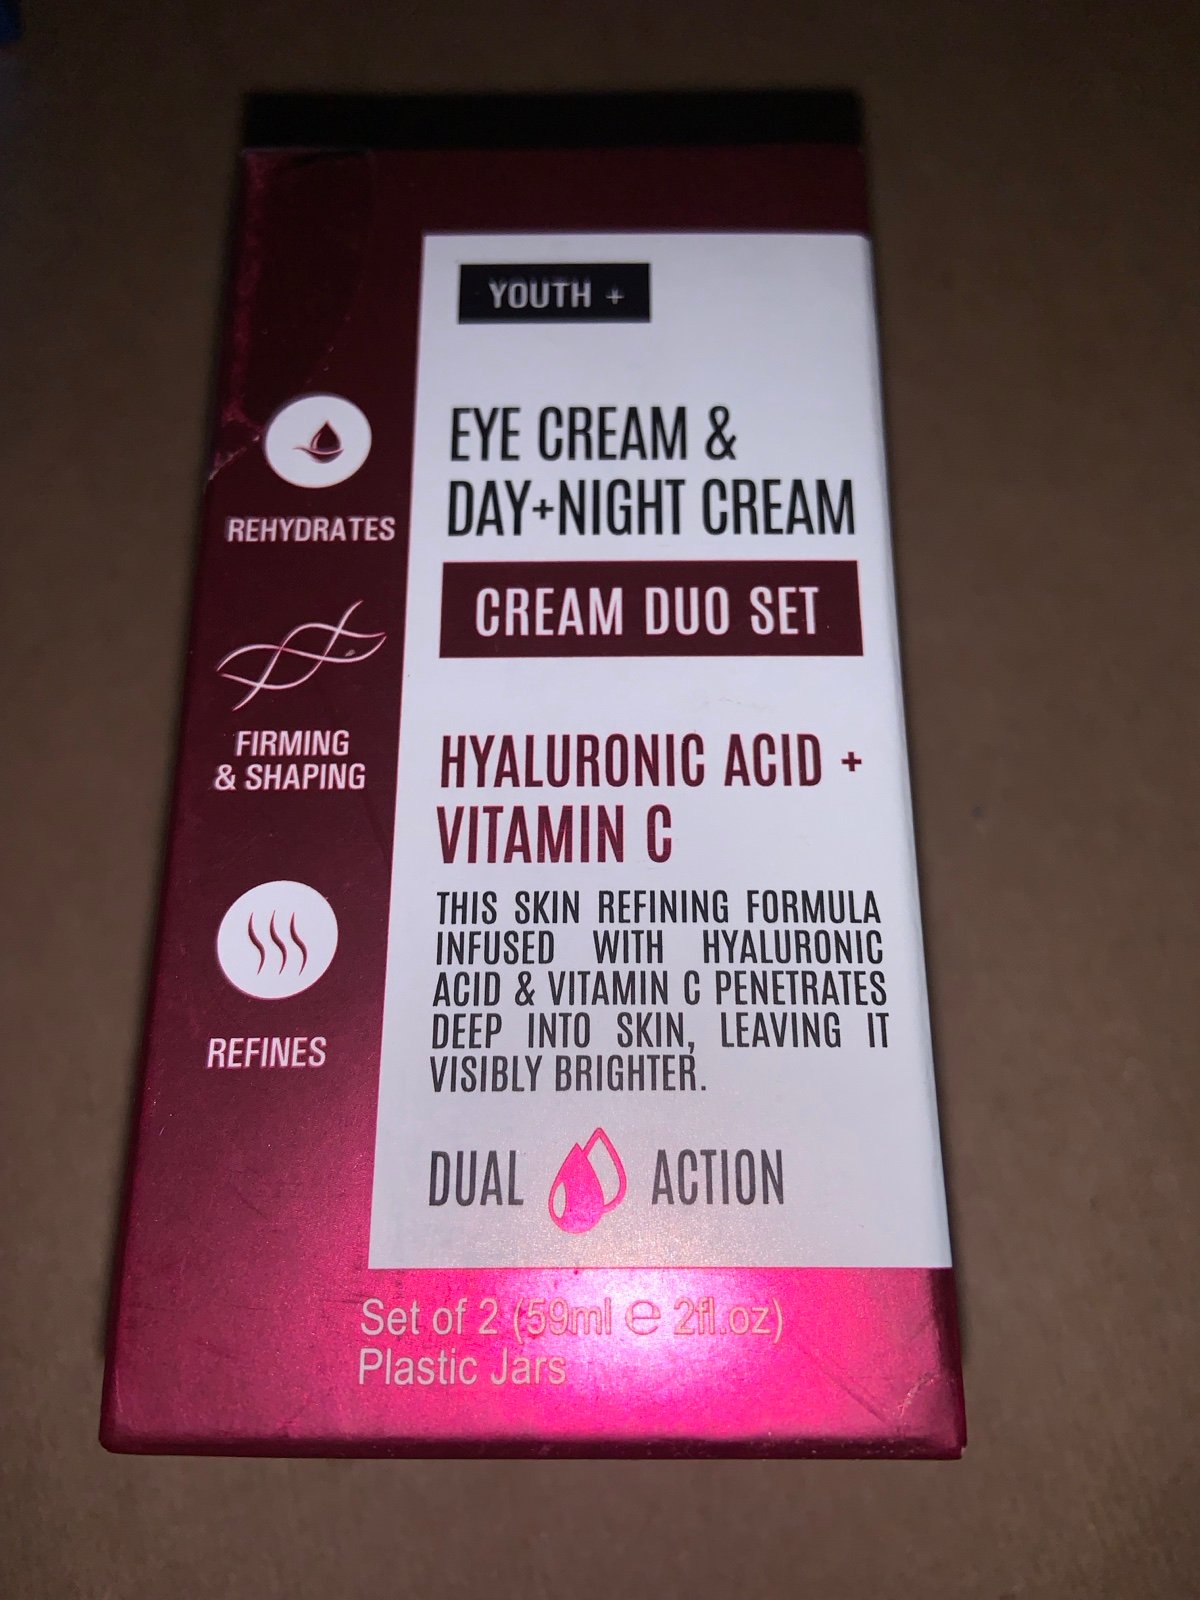 YOUTH +
EYE CREAM &
DAY+NIGHT CREAM
CREAM DUO SET
HYALURONIC ACID +
VITAMIN C
THIS SKIN REFINING FORMULA
INFUSED WITH HYALURONIC
ACID & VITAMIN C PENETRATES
DEEP INTO SKIN, LEAVING IT
VISIBLY BRIGHTER.
DUAL ACTION
REHYDRATES
FIRMING
& SHAPING
REFINES
Set of 2 (59ml ℮ 2fl.oz)
Plastic Jars